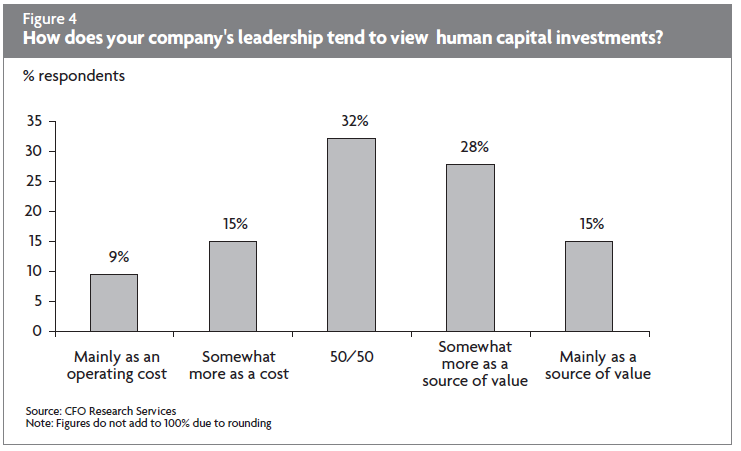 Figure 4
How does your company's leadership tend to view human capital investments?
% respondents
35
30
25
20
15
10
5
0
9%
15%
32%
28%
15%
Mainly as an
operating cost
Somewhat
more as a cost
50/50
Somewhat
more as a
source of value
Mainly as a
source of value
Source: CFO Research Services
Note: Figures do not add to 100% due to rounding